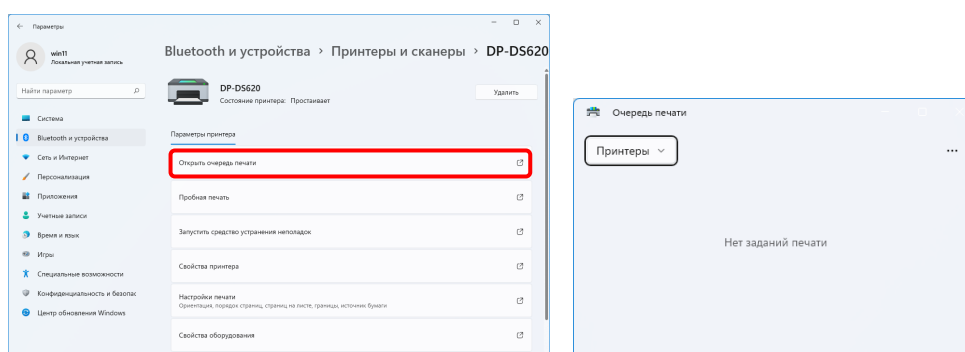 Параметры
win11
Локальная учетная запись
Найти параметр
Система
Bluetooth и устройства
Сеть и Интернет
Персонализация
Приложения
Учетные записи
Время и язык
Игры
Специальные возможности
Конфиденциальность и безопас
Центр обновления Windows
Bluetooth и устройства > Принтеры и сканеры > DP-DS620
DP-DS620
Состояние принтера: Простаивает
Удалить
Параметры принтера
Открыть очередь печати
Пробная печать
Запустить средство устранения неполадок
Свойства принтера
Настройки печати
Ориентация, порядок страниц, страниц на листе, границы, источник бумаги
Свойства оборудования
Очередь печати
Принтеры
Нет заданий печати